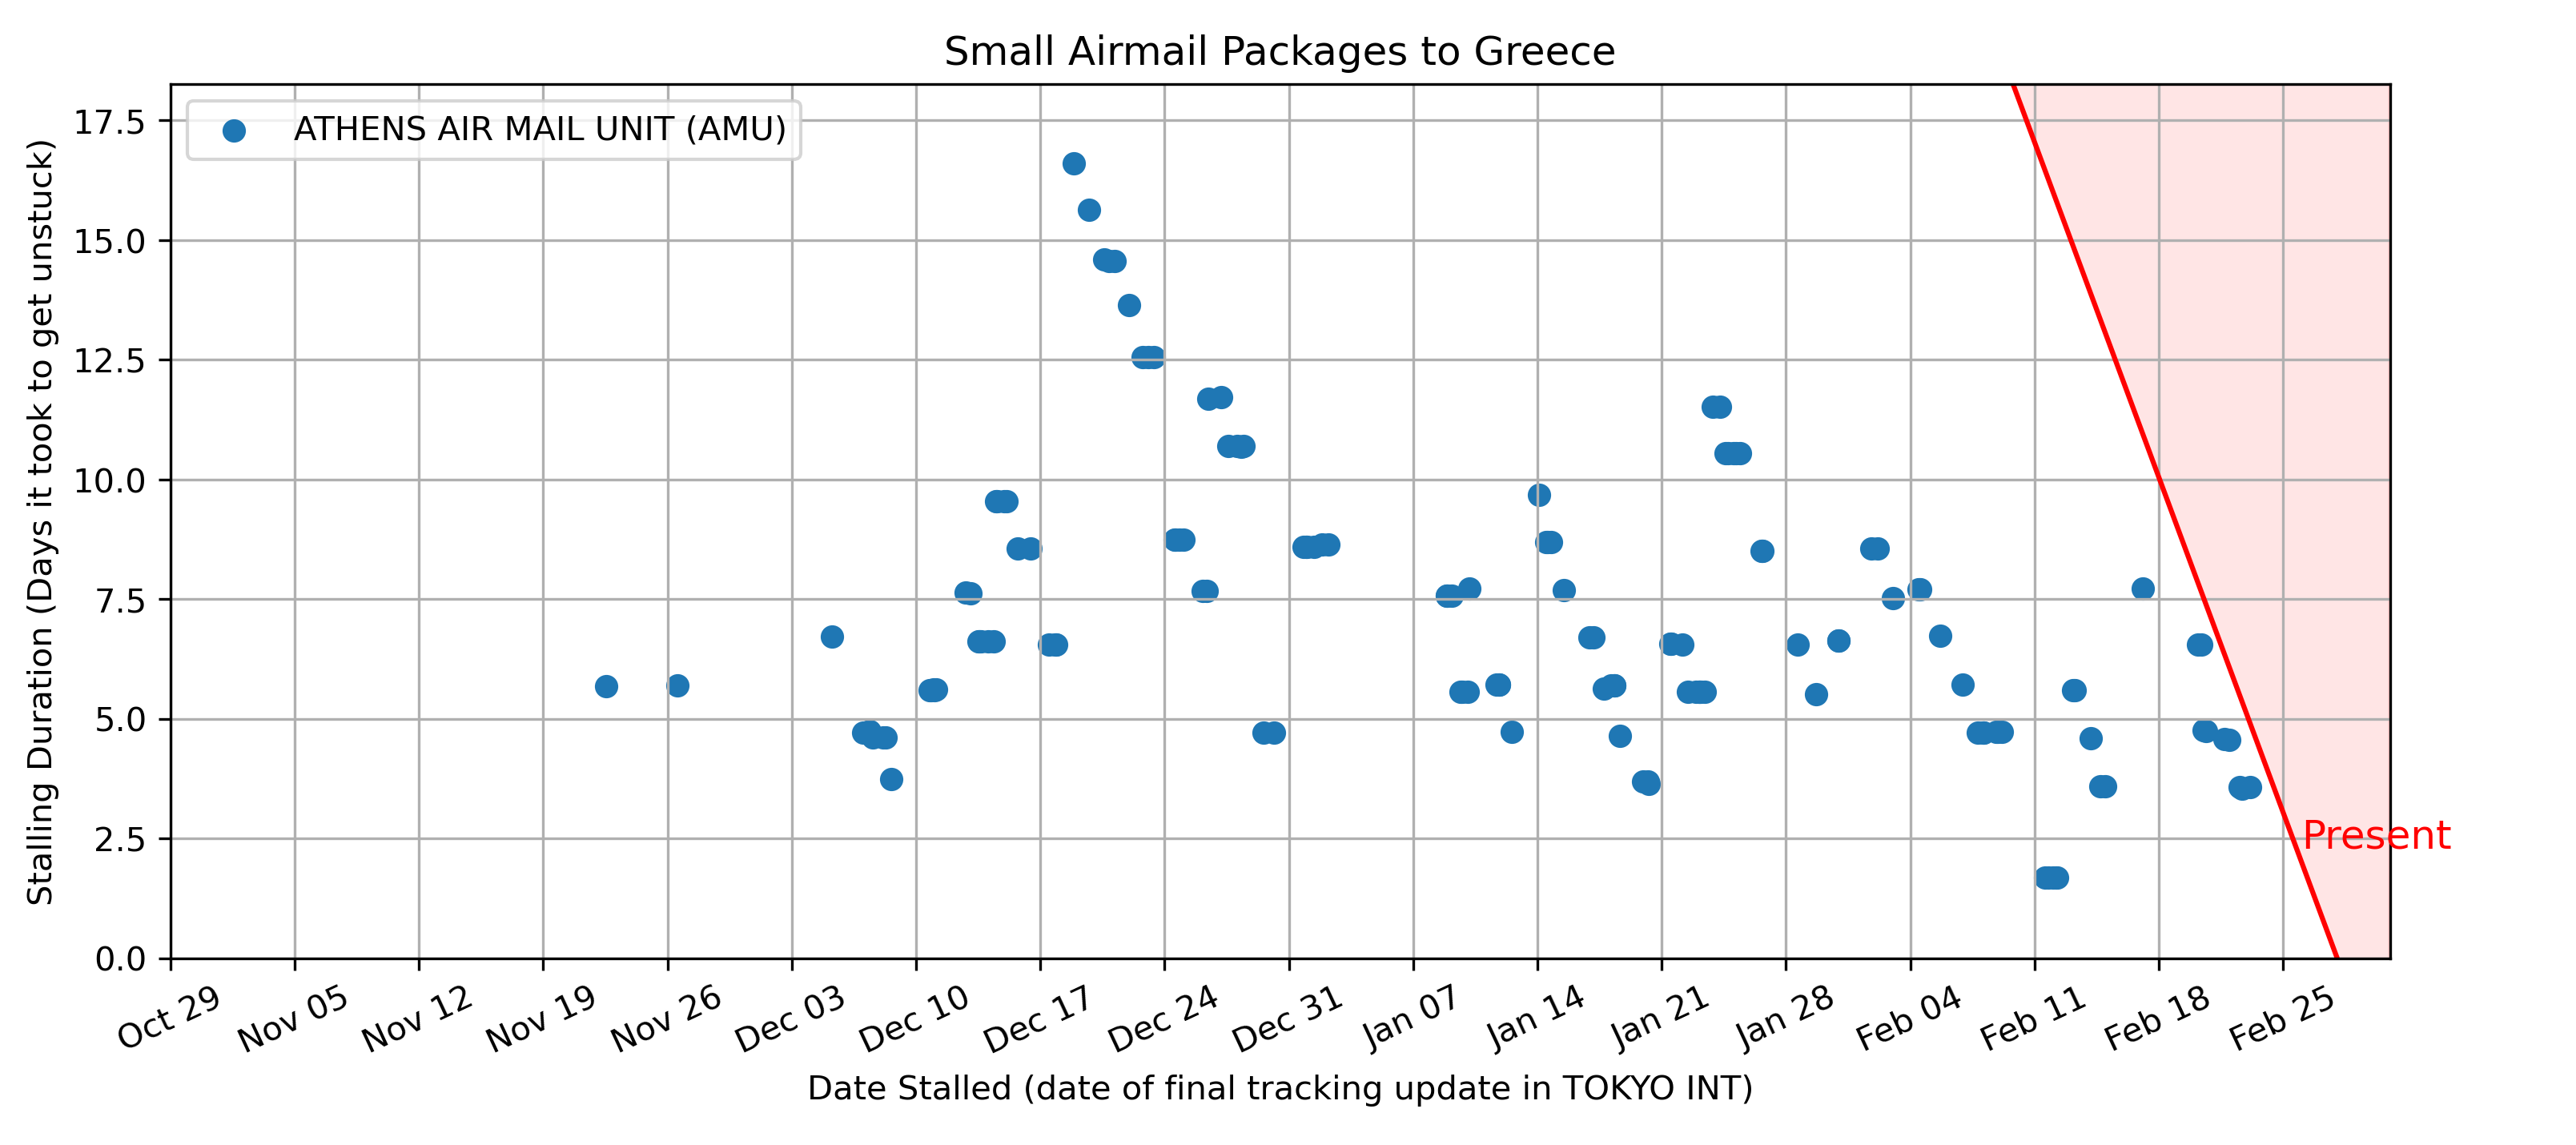 Small Airmail Packages to Greece
ATHENS AIR MAIL UNIT (AMU)
Stalling Duration (Days it took to get unstuck)
17.5
15.0
12.5
10.0
7.5
5.0
2.5
0.0
Present
Oct 29
Nov 05
Nov 12
Nov 19
Nov 26
Dec 03
Dec 10
Dec 17
Dec 24
Dec 31
Jan 07
Jan 14
Jan 21
Jan 28
Feb 04
Feb 11
Feb 18
Feb 25
Date Stalled (date of final tracking update in TOKYO INT)